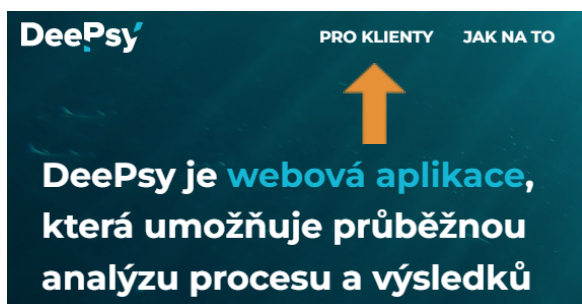 DeePsy
PRO KLIENTY JAK NA TO
DeePsy je webová aplikace,
která umožňuje průběžnou
analýzu procesu a výsledků